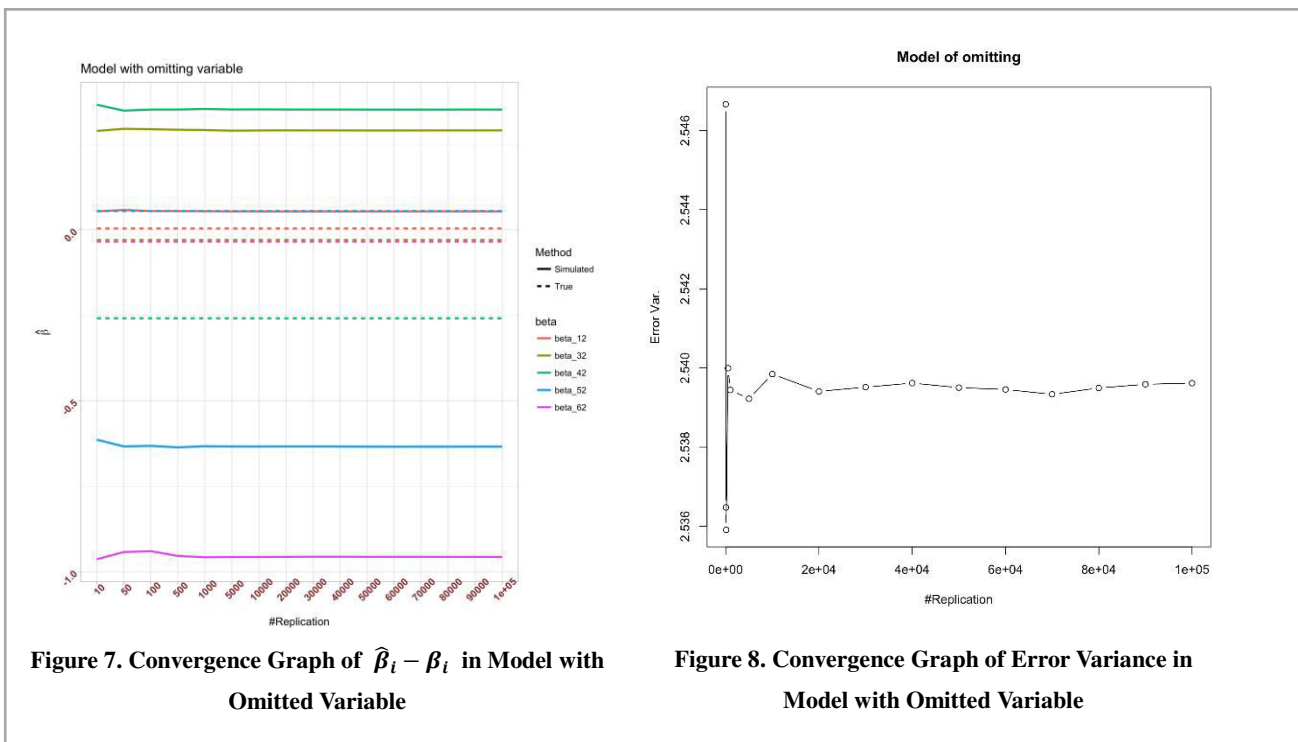 Model with omitting variable
0.0
-0.5
-1.0
β̂
10
50
100
500
1000
5000
10000
20000
30000
40000
50000
60000
70000
80000
90000
1e+05
#Replication
Method
Simulated
True
beta
beta_12
beta_32
beta_42
beta_52
beta_62
Figure 7. Convergence Graph of β̂ᵢ − βᵢ in Model with
Omitted Variable
Model of omitting
Error Var.
2.546
2.544
2.542
2.540
2.538
2.536
0e+00
2e+04
4e+04
6e+04
8e+04
1e+05
#Replication
Figure 8. Convergence Graph of Error Variance in
Model with Omitted Variable